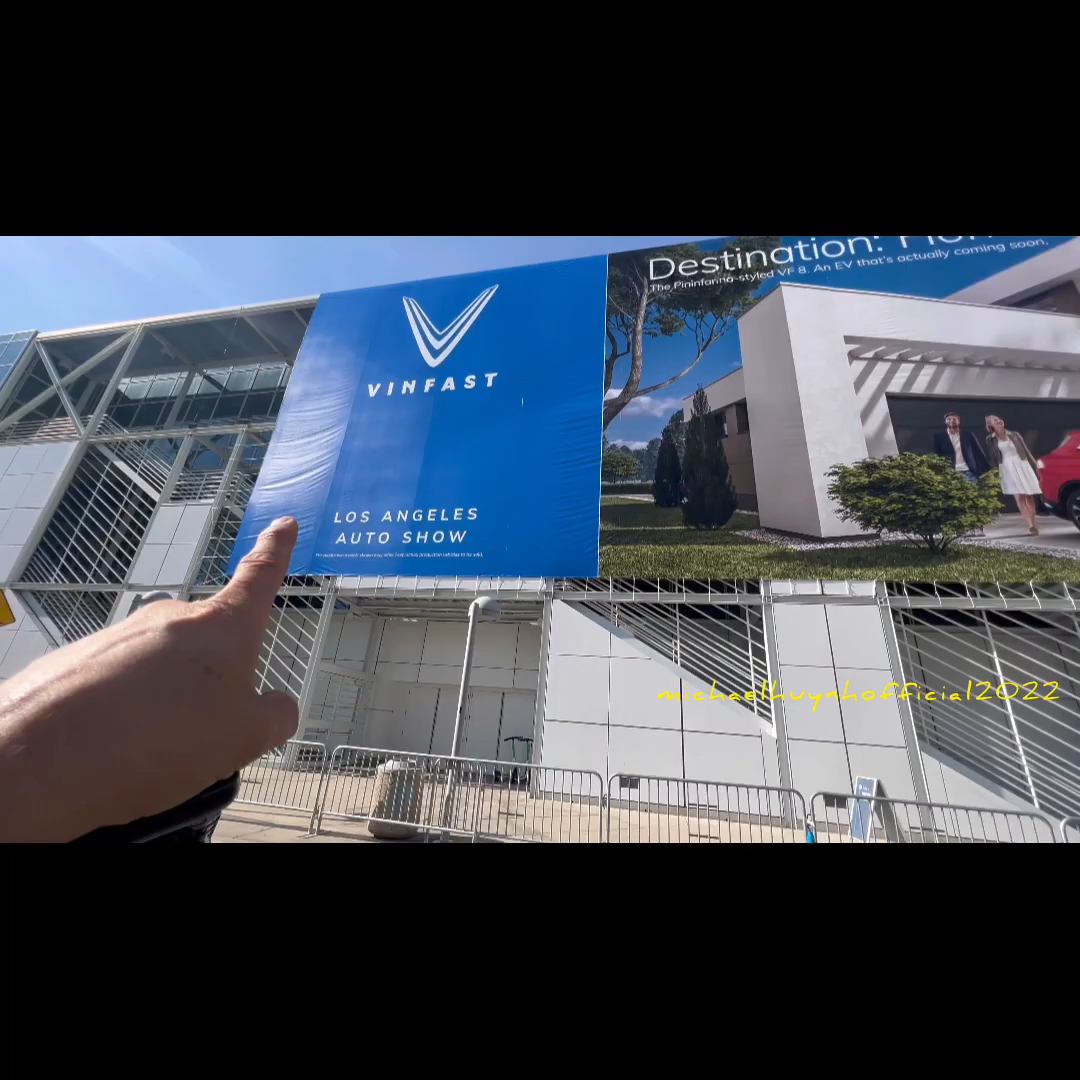 VINFAST
LOS ANGELES
AUTO SHOW
Destination:
The Pininfarina-styled VF 8. An EV that's actually coming soon.
michaelhuynhofficial2022